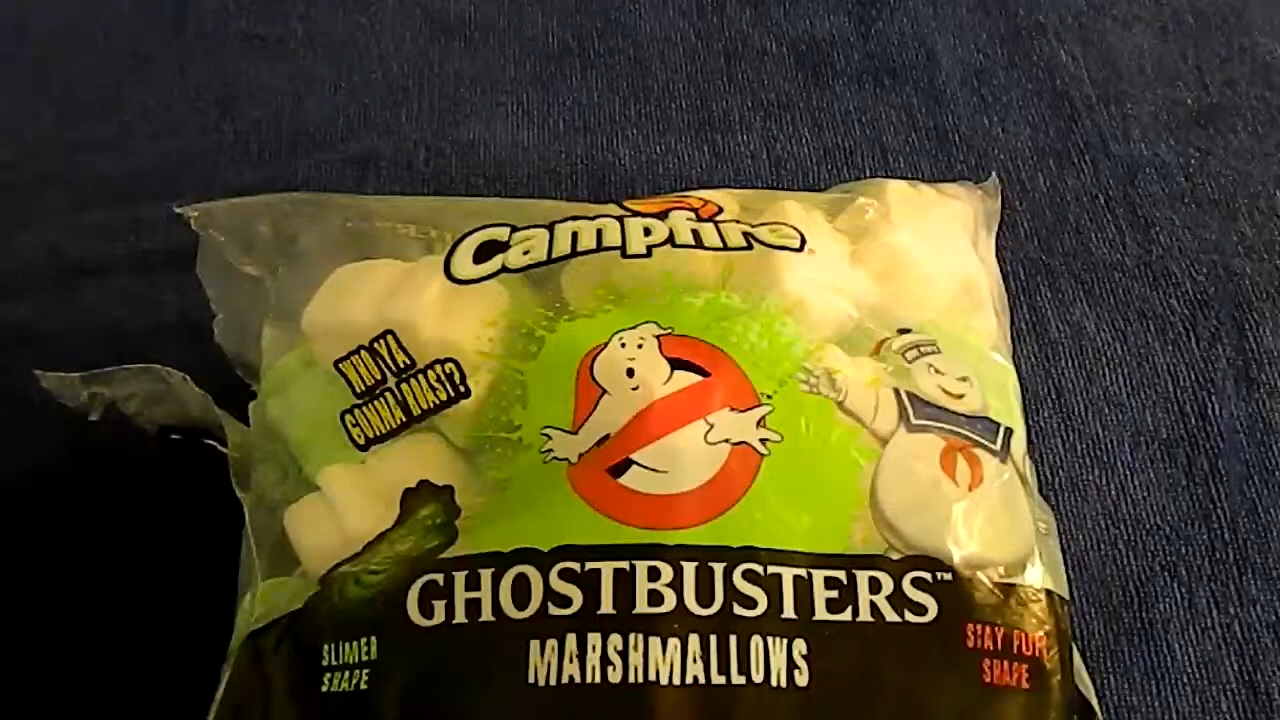 Campfire
WHO YA
GONNA ROAST?
GHOSTBUSTERS™
MARSHMALLOWS
SLIMER
SHAPE
STAY PUFT
SHAPE